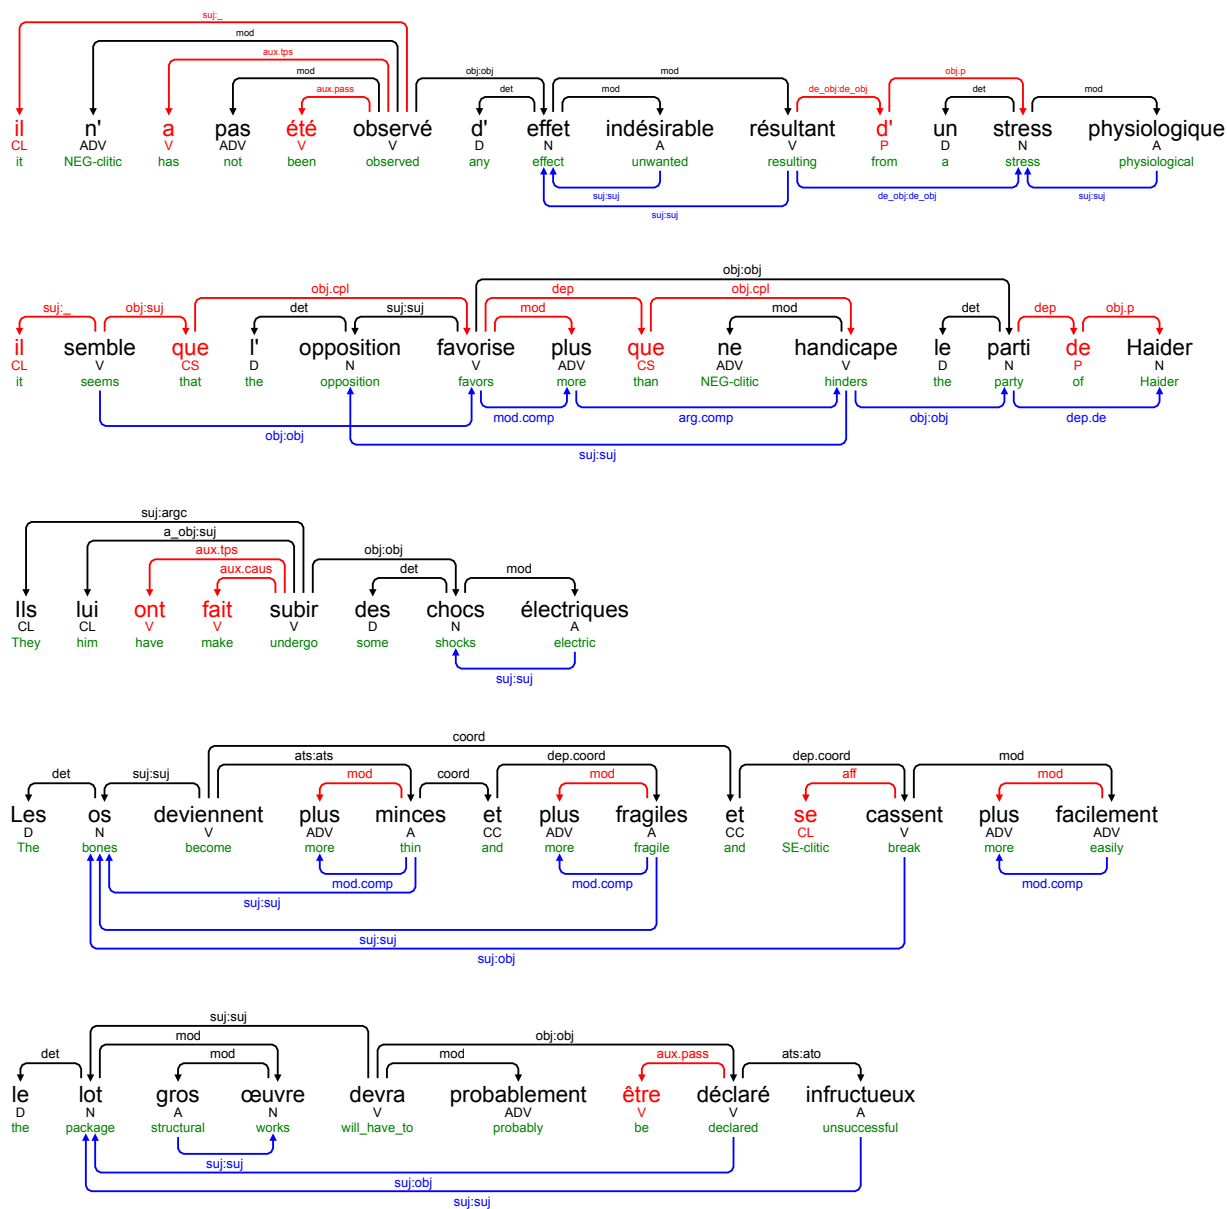 suj:_
mod
aux.tps
mod obj:obj mod
aux.pass det mod de_obj:de_obj obj.p det mod
il n' a pas été observé d' effet indésirable résultant d' un stress physiologique
CL ADV V ADV V V D N A V P D N A
it NEG-clitic has not been observed any effect unwanted resulting from a stress physiological
suj:suj de_obj:de_obj suj:suj
suj:suj
obj:obj
obj.cpl dep obj.cpl
suj:_ obj:suj det suj:suj mod mod det dep obj.p
il semble que l' opposition favorise plus que ne handicape le parti de Haider
CL V CS D N V ADV CS ADV V D N P N
it seems that the opposition favors more than NEG-clitic hinders the party of Haider
mod.comp arg.comp obj:obj dep.de
obj:obj
suj:suj
suj:argc
a_obj:suj
aux.tps obj:obj
aux.caus det mod
Ils lui ont fait subir des chocs électriques
CL CL V V V D N A
They him have make undergo some shocks electric
suj:suj
coord
ats:ats dep.coord dep.coord mod
det suj:suj mod coord mod aff mod
Les os deviennent plus minces et plus fragiles et se cassent plus facilement
D N V ADV A CC ADV A CC CL V ADV ADV
The bones become more thin and more fragile and SE-clitic break more easily
mod.comp mod.comp mod.comp
suj:suj
suj:suj
suj:obj
suj:suj
mod obj:obj
det mod mod aux.pass ats:ato
le lot gros œuvre devra probablement être déclaré infructueux
D N A N V ADV V V A
the package structural works will_have_to probably be declared unsuccessful
suj:suj
suj:obj
suj:suj